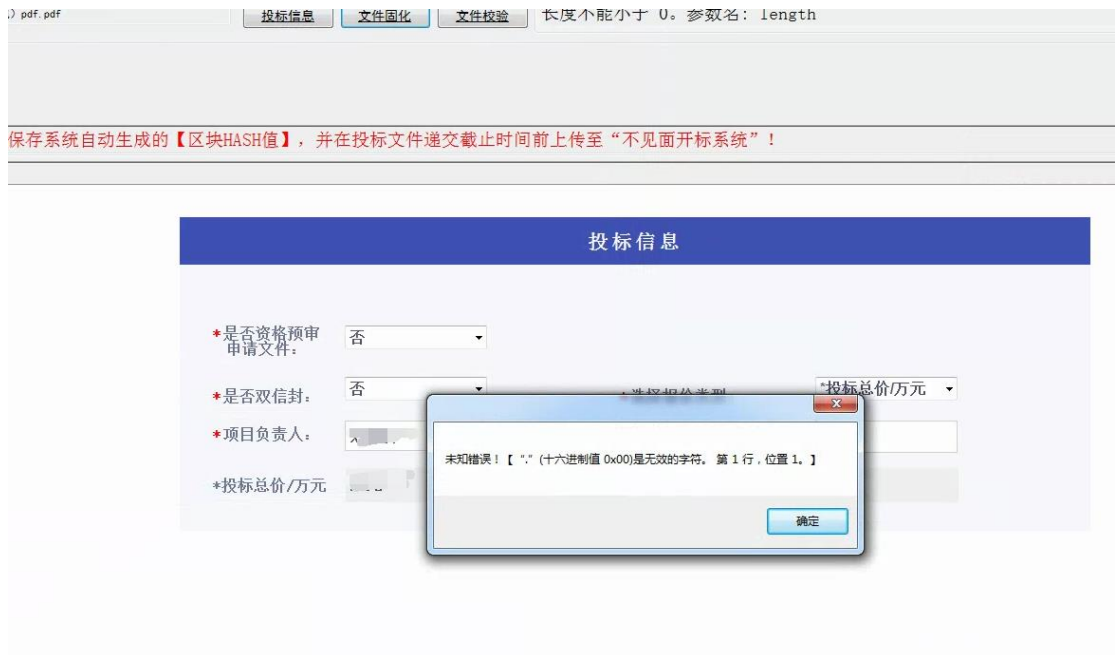 ) pdf.pdf
投标信息 文件固化 文件校验 长度不能小于 0。参数名: length
保存系统自动生成的【区块HASH值】，并在投标文件递交截止时间前上传至“不见面开标系统”！
投标信息
*是否资格预审申请文件： 否
*是否双信封： 否 *选择报价类型 *投标总价/万元
*项目负责人：
未知错误！【 “.” (十六进制值 0x00)是无效的字符。 第 1 行，位置 1。】
*投标总价/万元
确定